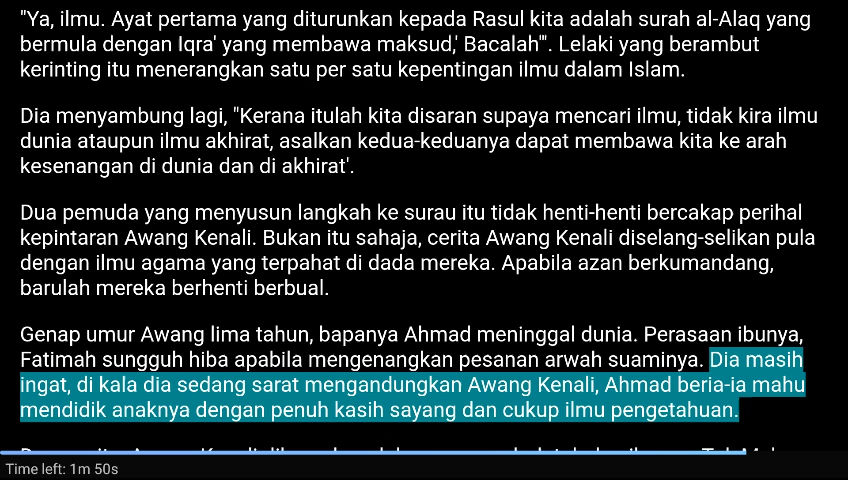 "Ya, ilmu. Ayat pertama yang diturunkan kepada Rasul kita adalah surah al-Alaq yang
bermula dengan Iqra' yang membawa maksud,' Bacalah'". Lelaki yang berambut
kerinting itu menerangkan satu per satu kepentingan ilmu dalam Islam.
Dia menyambung lagi, "Kerana itulah kita disaran supaya mencari ilmu, tidak kira ilmu
dunia ataupun ilmu akhirat, asalkan kedua-keduanya dapat membawa kita ke arah
kesenangan di dunia dan di akhirat'.
Dua pemuda yang menyusun langkah ke surau itu tidak henti-henti bercakap perihal
kepintaran Awang Kenali. Bukan itu sahaja, cerita Awang Kenali diselang-selikan pula
dengan ilmu agama yang terpahat di dada mereka. Apabila azan berkumandang,
barulah mereka berhenti berbual.
Genap umur Awang lima tahun, bapanya Ahmad meninggal dunia. Perasaan ibunya,
Fatimah sungguh hiba apabila mengenangkan pesanan arwah suaminya. Dia masih
ingat, di kala dia sedang sarat mengandungkan Awang Kenali, Ahmad beria-ia mahu
mendidik anaknya dengan penuh kasih sayang dan cukup ilmu pengetahuan.
Time left: 1m 50s